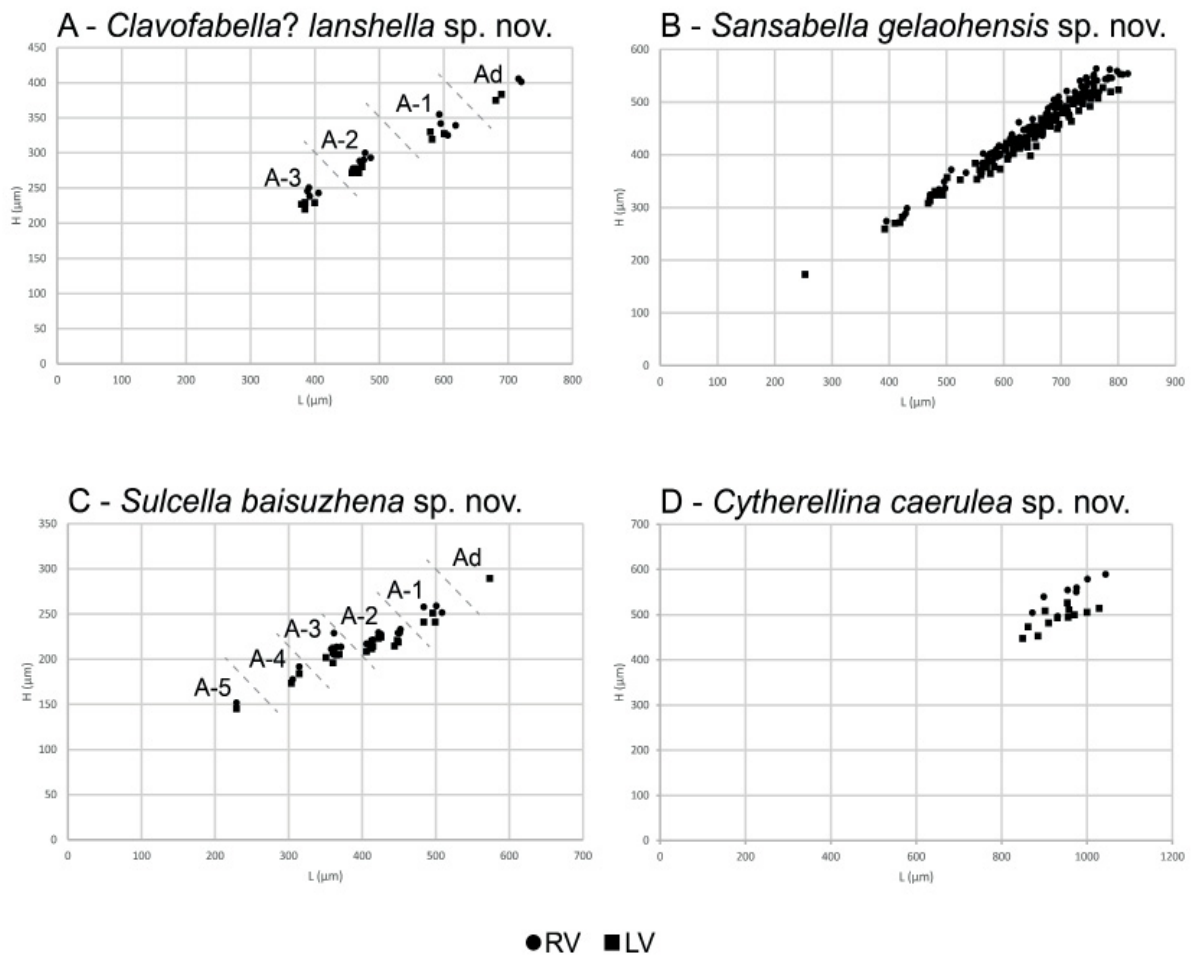 A - Clavofabella? lanshella sp. nov.
450
400
350
300
250
200
150
100
50
0
H (µm)
Ad
A-1
A-2
A-3
0 100 200 300 400 500 600 700 800
L (µm)
B - Sansabella gelaohensis sp. nov.
600
500
400
300
200
100
0
H (µm)
0 100 200 300 400 500 600 700 800 900
L (µm)
C - Sulcella baisuzhena sp. nov.
350
300
250
200
150
100
50
0
H (µm)
Ad
A-1
A-2
A-3
A-4
A-5
0 100 200 300 400 500 600 700
L (µm)
D - Cytherellina caerulea sp. nov.
700
600
500
400
300
200
100
0
H (µm)
0 200 400 600 800 1000 1200
L (µm)
RV LV